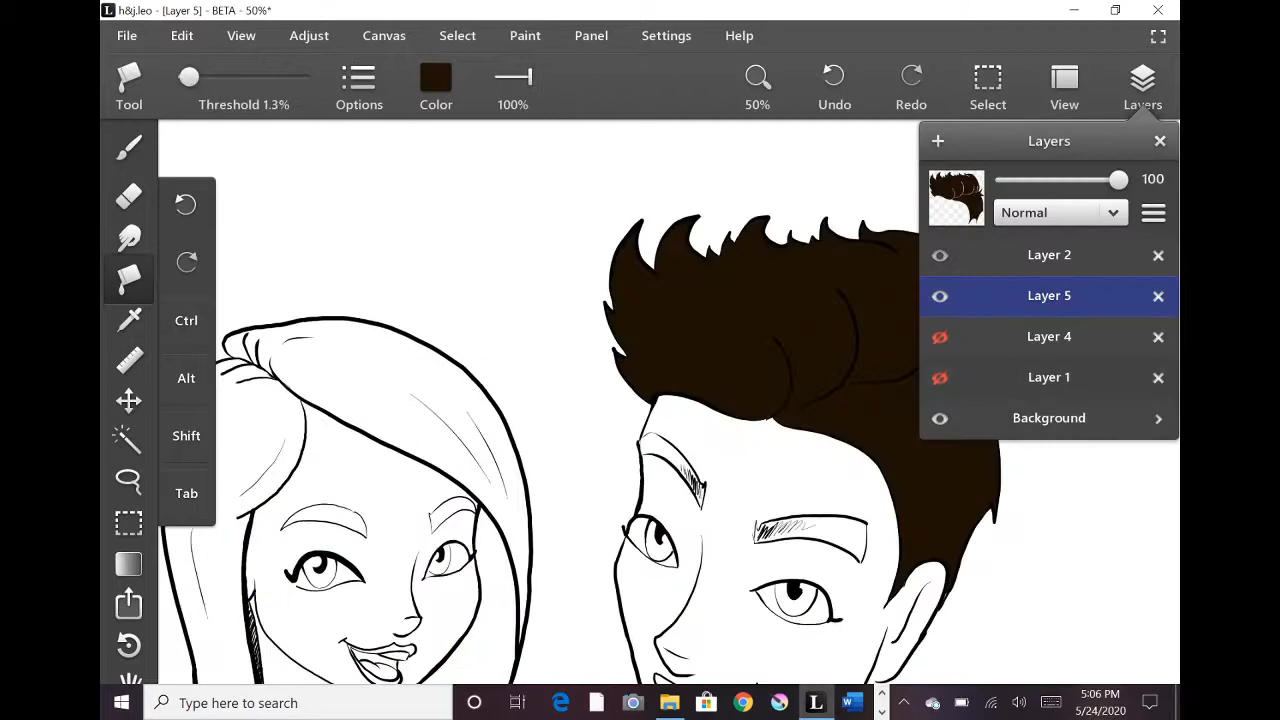 h&j.leo - [Layer 5] - BETA - 50%*
File Edit View Adjust Canvas Select Paint Panel Settings Help
Tool Threshold 1.3% Options Color 100% 50% Undo Redo Select View Layers
+ Layers ×
100
Normal
Layer 2
Layer 5
Layer 4
Layer 1
Background
Ctrl
Alt
Shift
Tab
Type here to search
5:06 PM
5/24/2020